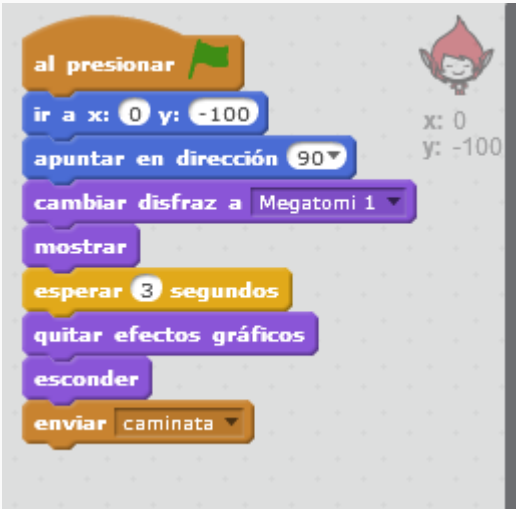 al presionar
ir a x: 0 y: -100
apuntar en dirección 90
cambiar disfraz a Megatomi 1
mostrar
esperar 3 segundos
quitar efectos gráficos
esconder
enviar caminata
x: 0
y: -100